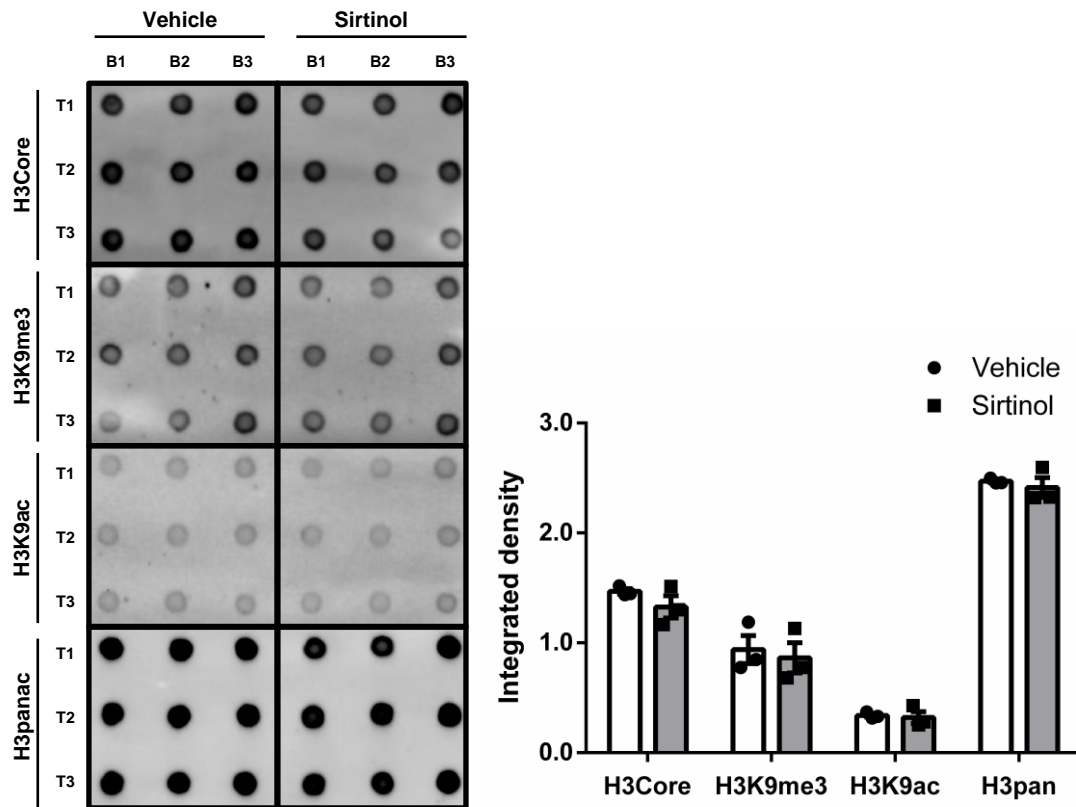 Vehicle Sirtinol
B1 B2 B3 B1 B2 B3
H3Core
T1
T2
T3
H3K9me3
T1
T2
T3
H3K9ac
T1
T2
T3
H3panac
T1
T2
T3
Vehicle
Sirtinol
Integrated density
3.0
2.0
1.0
0.0
H3Core H3K9me3 H3K9ac H3pan